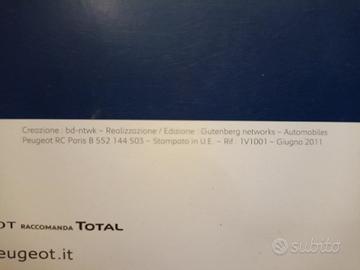 Creazione : bd-ntwk – Realizzazione / Edizione : Gutenberg networks – Automobiles
Peugeot RC Paris B 552 144 503 – Stampato in U.E. – Rif : 1V1001 – Giugno 2011
OT RACCOMANDA TOTAL
eugeot.it
subito